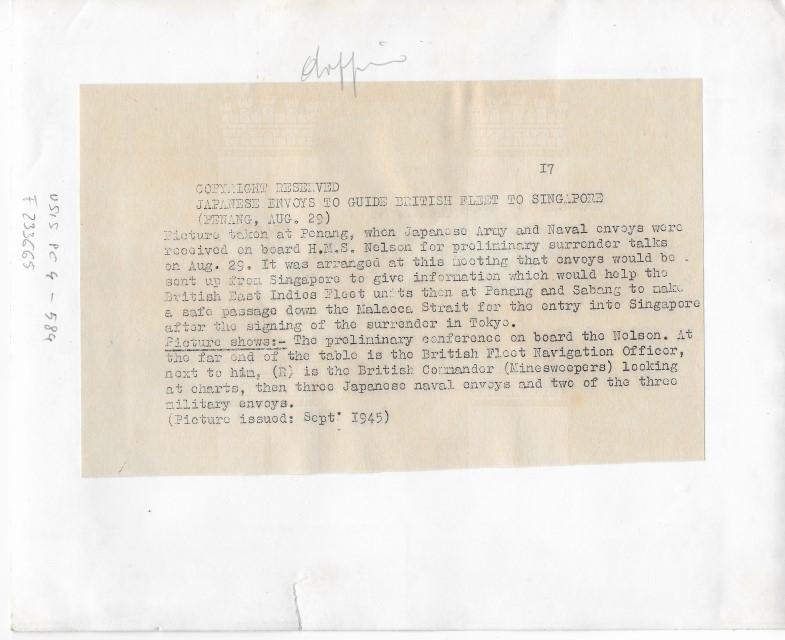 doppio
17
COPYRIGHT RESERVED
JAPANESE ENVOYS TO GUIDE BRITISH FLEET TO SINGAPORE
(PENANG, AUG. 29)
Picture taken at Penang, when Japanese Army and Naval envoys were
received on board H.M.S. Nelson for preliminary surrender talks
on Aug. 29. It was arranged at this meeting that envoys would be
sent up from Singapore to give information which would help the
British East Indies Fleet units then at Penang and Sabang to make
a safe passage down the Malacca Strait for the entry into Singapore
after the signing of the surrender in Tokyo.
Picture shows:- The preliminary conference on board the Nelson. At
the far end of the table is the British Fleet Navigation Officer,
next to him, (R) is the British Commander (Minesweepers) looking
at charts, then three Japanese naval envoys and two of the three
military envoys.
(Picture issued: Sept' 1945)
USIS PC 4 - 584
F 233665